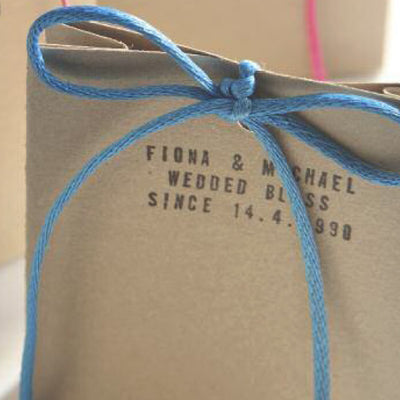 FIONA & MICHAEL
WEDDED BLISS
SINCE 14.4.1990